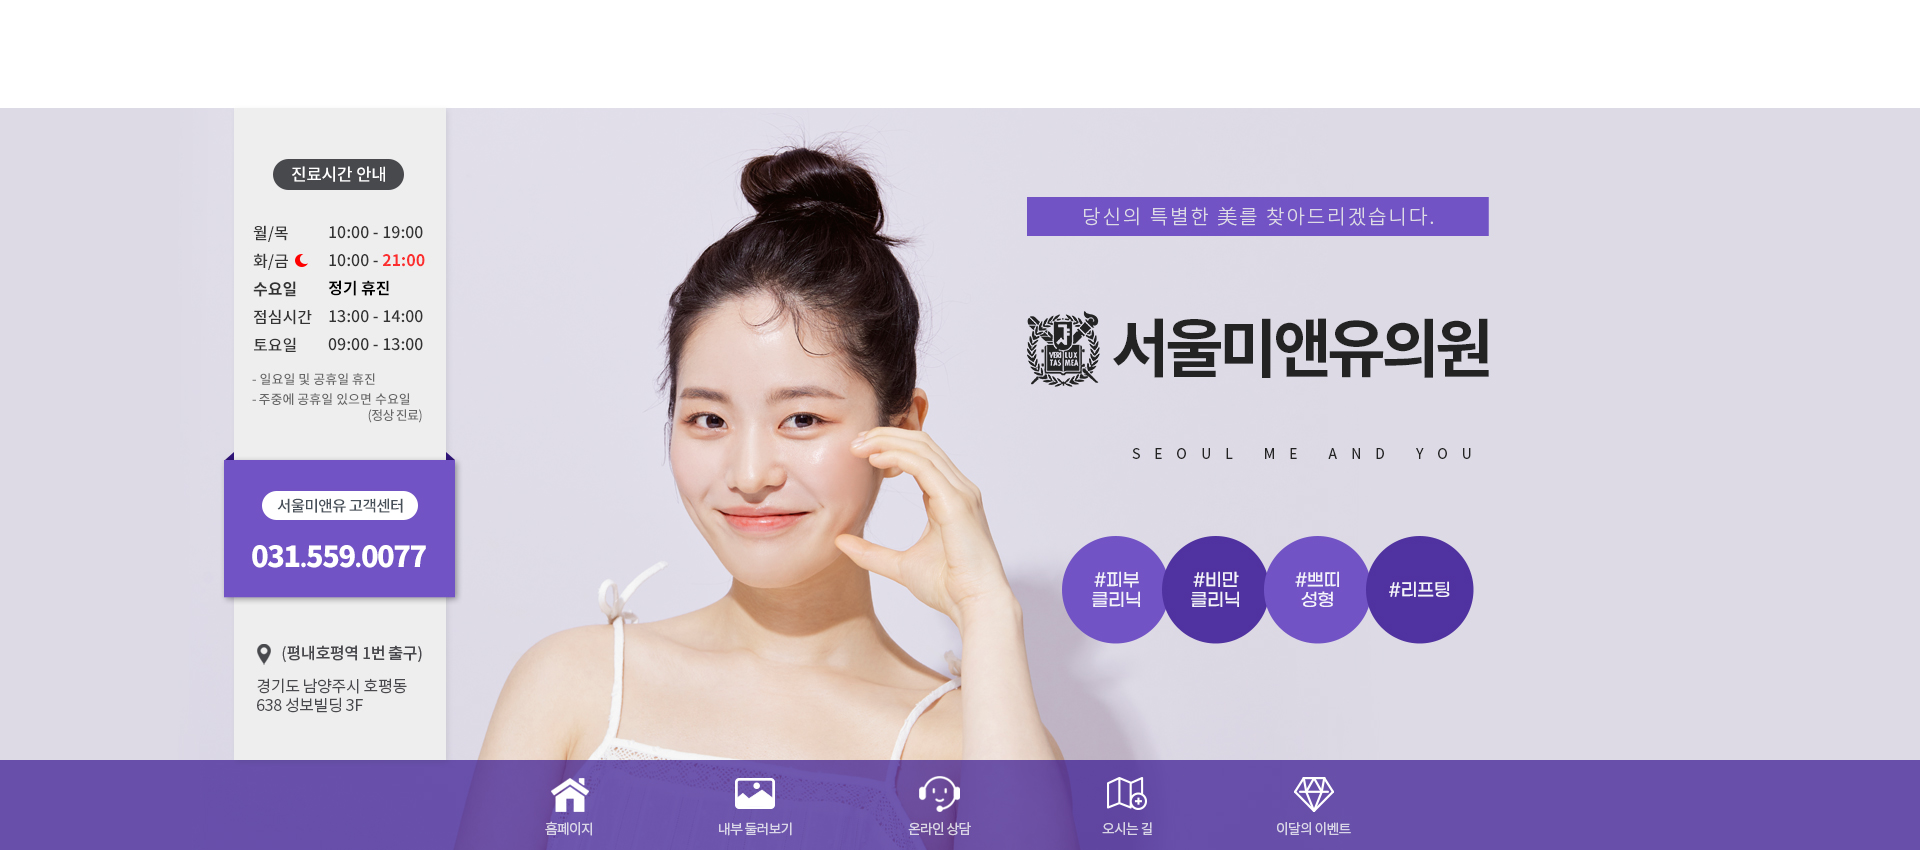 진료시간 안내
월/목 10:00 - 19:00
화/금 10:00 - 21:00
수요일 정기 휴진
점심시간 13:00 - 14:00
토요일 09:00 - 13:00
- 일요일 및 공휴일 휴진
- 주중에 공휴일 있으면 수요일
(정상 진료)
서울미앤유 고객센터
031.559.0077
(평내호평역 1번 출구)
경기도 남양주시 호평동
638 성보빌딩 3F
당신의 특별한 美를 찾아드리겠습니다.
VERI LUX
TAS MEA
서울미앤유의원
SEOUL ME AND YOU
#피부
클리닉
#비만
클리닉
#쁘띠
성형
#리프팅
홈페이지
내부 둘러보기
온라인 상담
오시는 길
이달의 이벤트